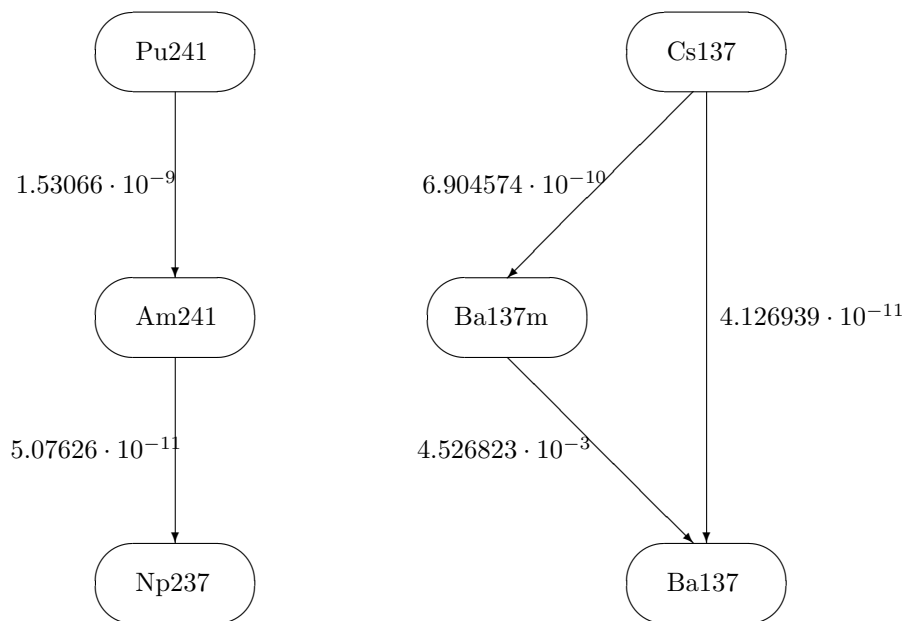 Pu241
Cs137
1.53066 · 10⁻⁹
6.904574 · 10⁻¹⁰
Am241
Ba137m
4.126939 · 10⁻¹¹
5.07626 · 10⁻¹¹
4.526823 · 10⁻³
Np237
Ba137